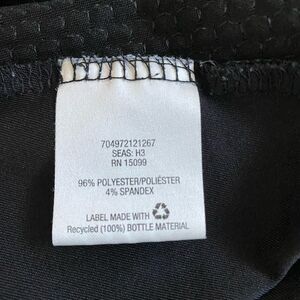 704972121267
SEAS: H3
RN 15099
96% POLYESTER/POLIÉSTER
4% SPANDEX
LABEL MADE WITH
Recycled (100%) BOTTLE MATERIAL